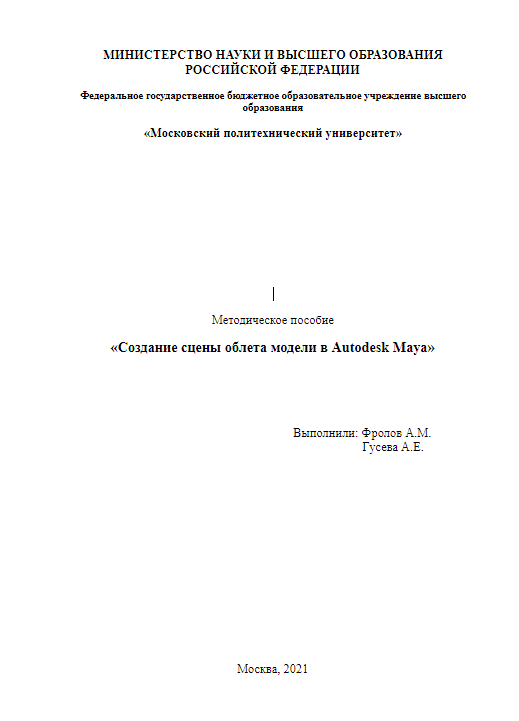 МИНИСТЕРСТВО НАУКИ И ВЫСШЕГО ОБРАЗОВАНИЯ
РОССИЙСКОЙ ФЕДЕРАЦИИ
Федеральное государственное бюджетное образовательное учреждение высшего
образования
«Московский политехнический университет»
Методическое пособие
«Создание сцены облета модели в Autodesk Maya»
Выполнили: Фролов А.М.
Гусева А.Е.
Москва, 2021